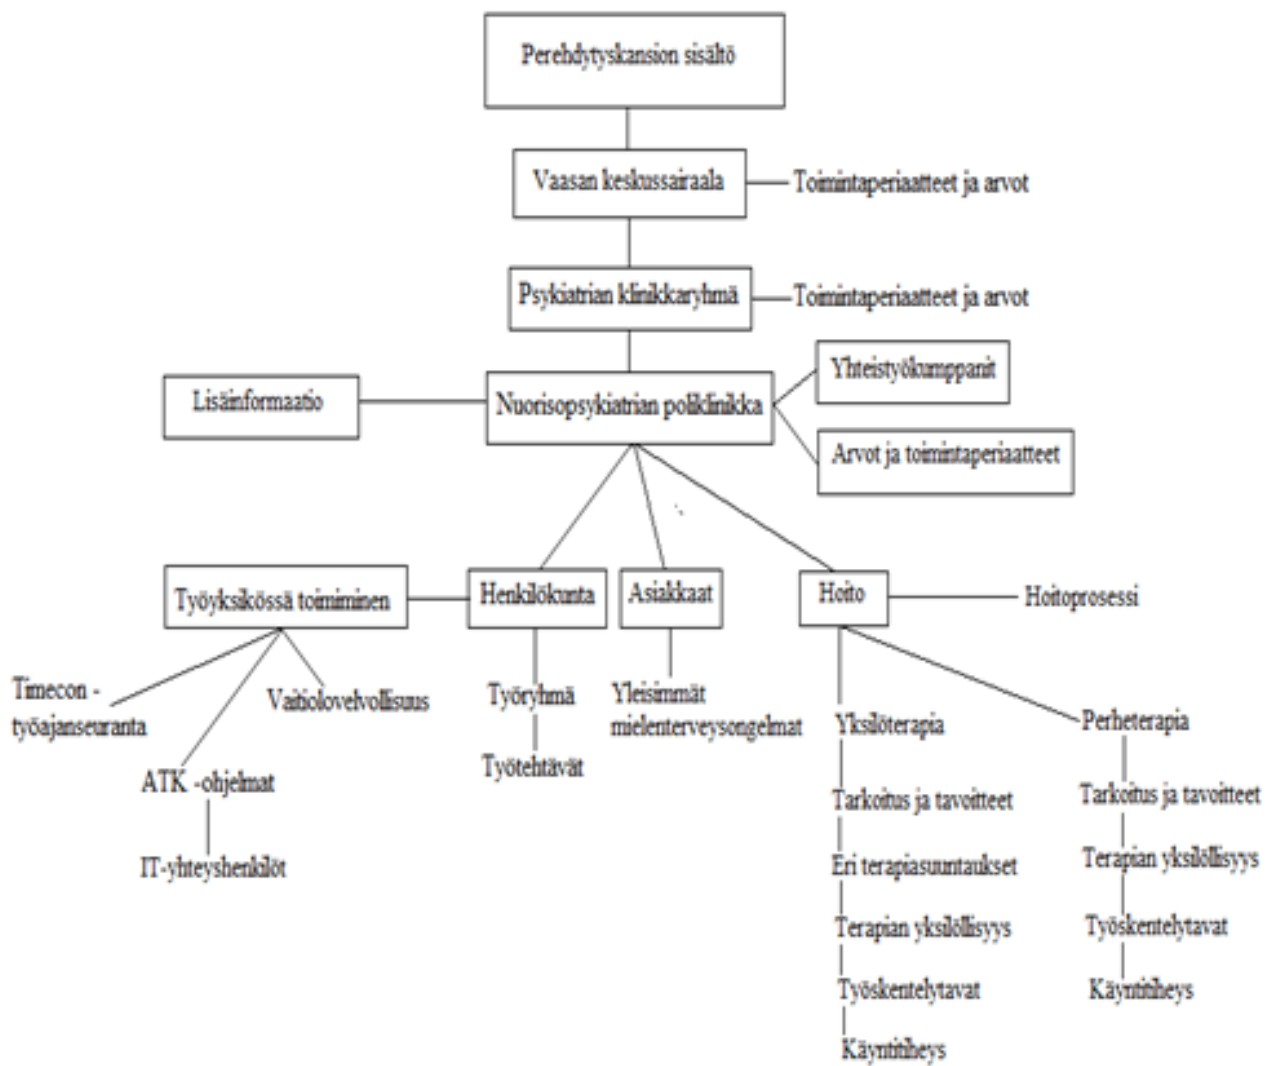 Perehdytyskansion sisältö
Vaasan keskussairaala
Toimintaperiaatteet ja arvot
Psykiatrian klinikkaryhmä
Toimintaperiaatteet ja arvot
Yhteistyökumppanit
Lisäinformaatio
Nuorisopsykiatrian poliklinikka
Arvot ja toimintaperiaatteet
Työyksikössä toimiminen
Henkilökunta
Asiakkaat
Hoito
Hoitoprosessi
Timecon -
työajanseuranta
Vaitiolovelvollisuus
ATK -ohjelmat
IT-yhteyshenkilöt
Työryhmä
Työtehtävät
Yleisimmät
mielenterveysongelmat
Yksilöterapia
Tarkoitus ja tavoitteet
Eri terapiasuuntaukset
Terapian yksilöllisyys
Työskentelytavat
Käyntitiheys
Perheterapia
Tarkoitus ja tavoitteet
Terapian yksilöllisyys
Työskentelytavat
Käyntitiheys